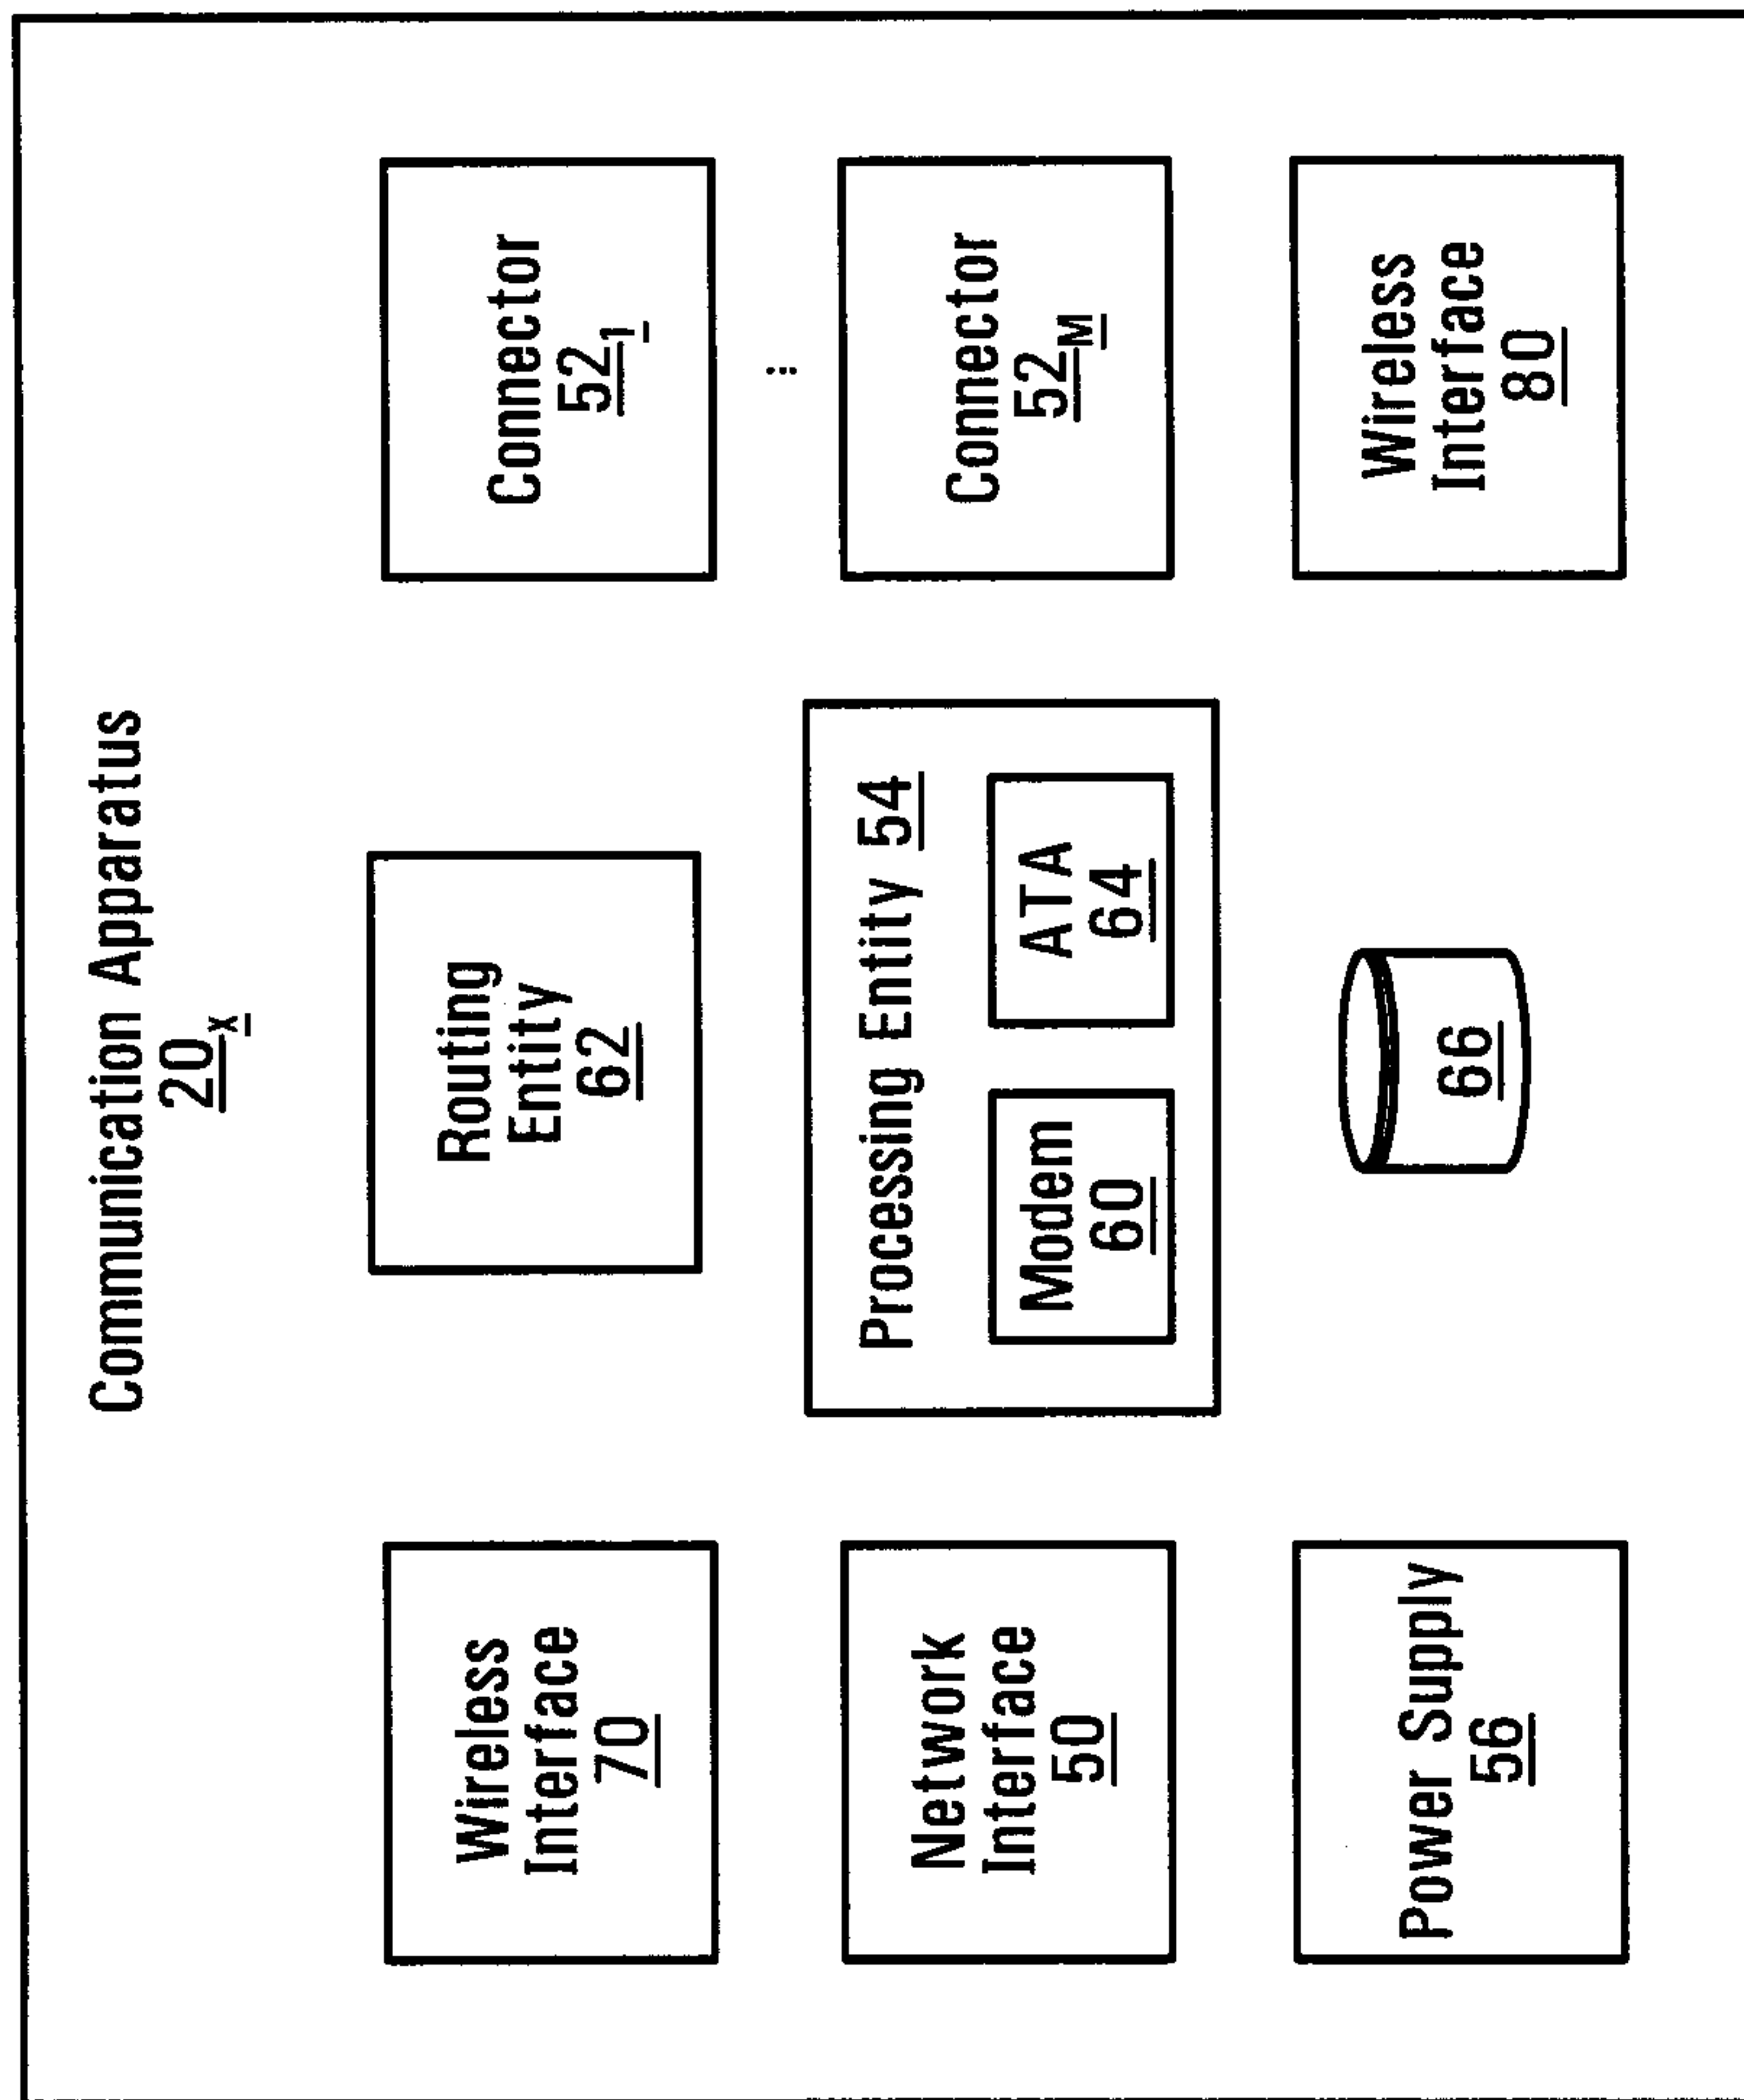 Communication Apparatus
20x
Wireless
Interface
70
Network
Interface
50
Power Supply
56
Routing
Entity
62
Processing Entity 54
Modem
60
ATA
64
66
Connector
521
...
Connector
52M
Wireless
Interface
80